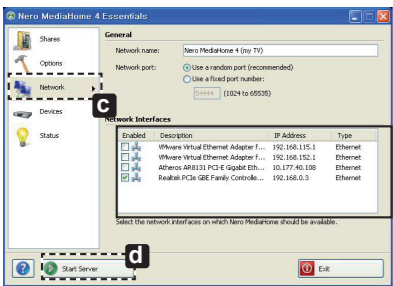 Nero MediaHome 4 Essentials
Shares
Options
Network
Devices
Status
General
Network name: Nero MediaHome 4 (my TV)
Network port: Use a random port (recommended)
Use a fixed port number:
54444 (1024 to 65535)
c
Network Interfaces
Enabled Description IP Address Type
VMware Virtual Ethernet Adapter f... 192.168.115.1 Ethernet
VMware Virtual Ethernet Adapter f... 192.168.152.1 Ethernet
Atheros AR8131 PCI-E Gigabit Eth... 10.177.40.108 Ethernet
Realtek PCIe GBE Family Controlle... 192.168.0.3 Ethernet
Select the network interfaces on which Nero MediaHome should be available.
d
? Start Server Exit